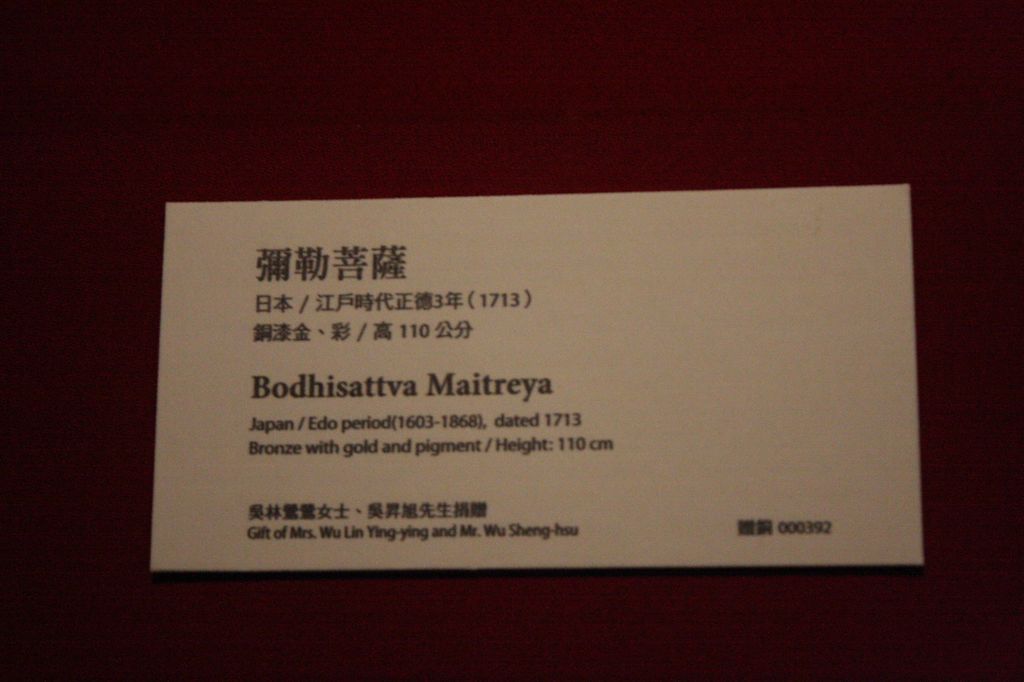 彌勒菩薩
日本 / 江戶時代正德3年（1713）
銅漆金、彩 / 高 110 公分
Bodhisattva Maitreya
Japan / Edo period(1603-1868), dated 1713
Bronze with gold and pigment / Height: 110 cm
吳林鶯鶯女士、吳昇旭先生捐贈
Gift of Mrs. Wu Lin Ying-ying and Mr. Wu Sheng-hsu
贈銅 000392